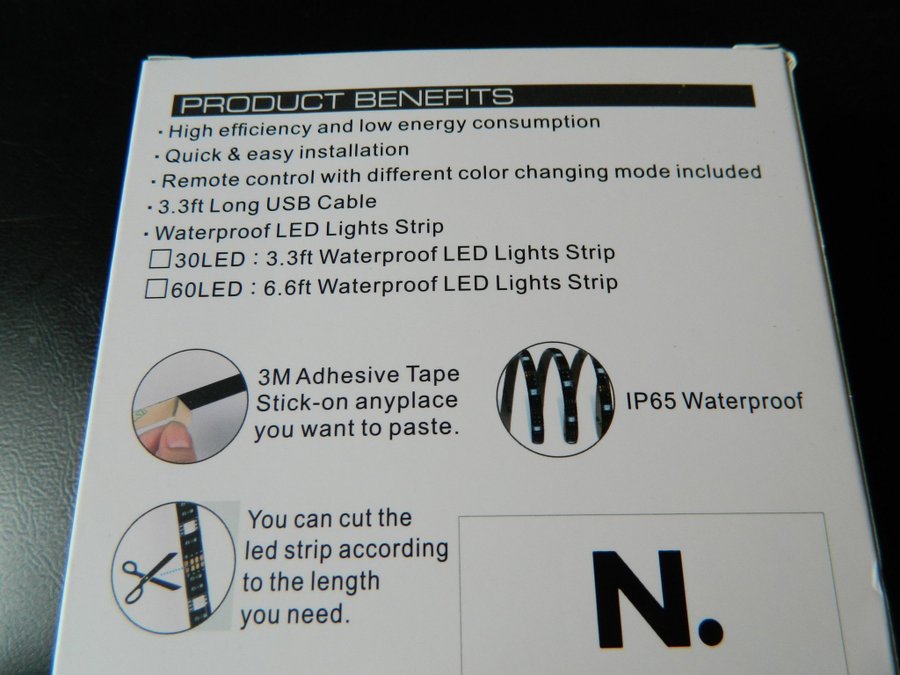 PRODUCT BENEFITS
· High efficiency and low energy consumption
· Quick & easy installation
· Remote control with different color changing mode included
· 3.3ft Long USB Cable
· Waterproof LED Lights Strip
□30LED : 3.3ft Waterproof LED Lights Strip
□60LED : 6.6ft Waterproof LED Lights Strip
3M Adhesive Tape
Stick-on anyplace
you want to paste.
IP65 Waterproof
You can cut the
led strip according
to the length
you need.
N.